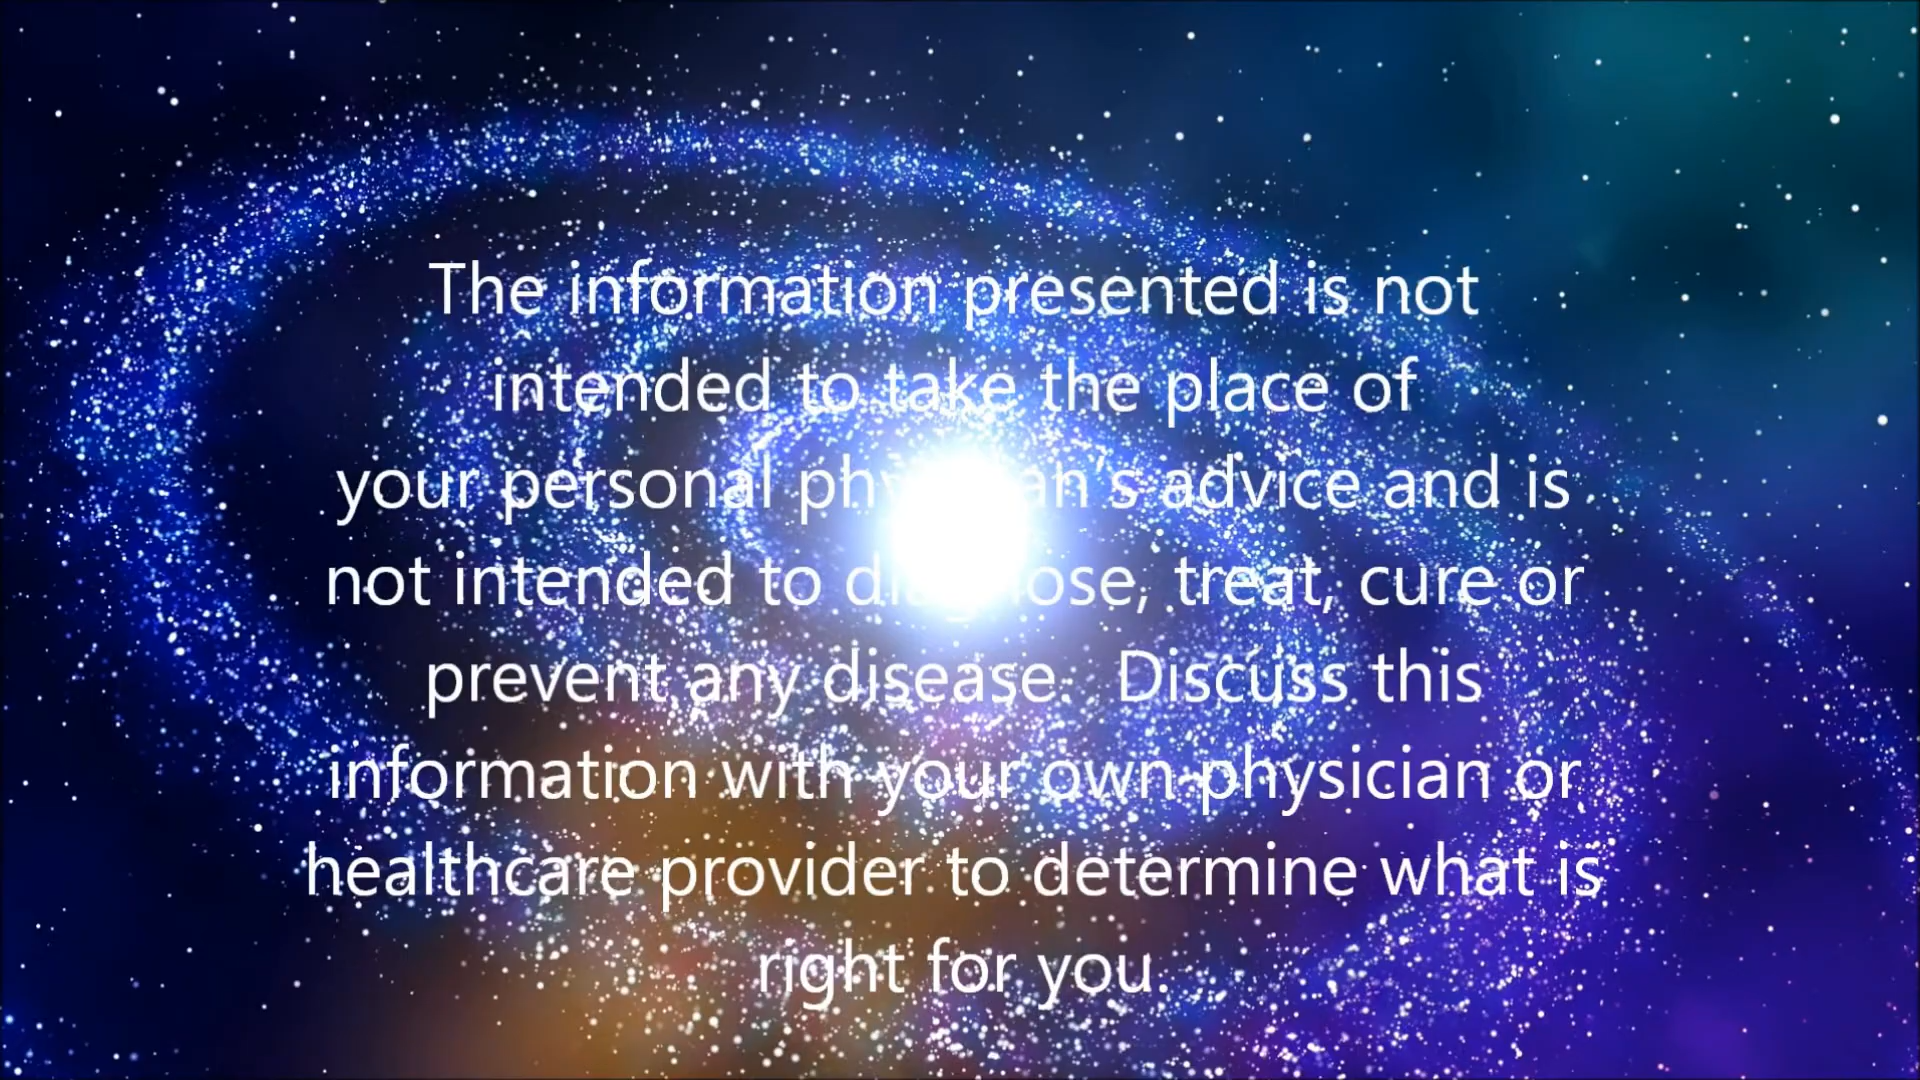 The information presented is not
intended to take the place of
your personal physician's advice and is
not intended to diagnose, treat, cure or
prevent any disease. Discuss this
information with your own physician or
healthcare provider to determine what is
right for you.